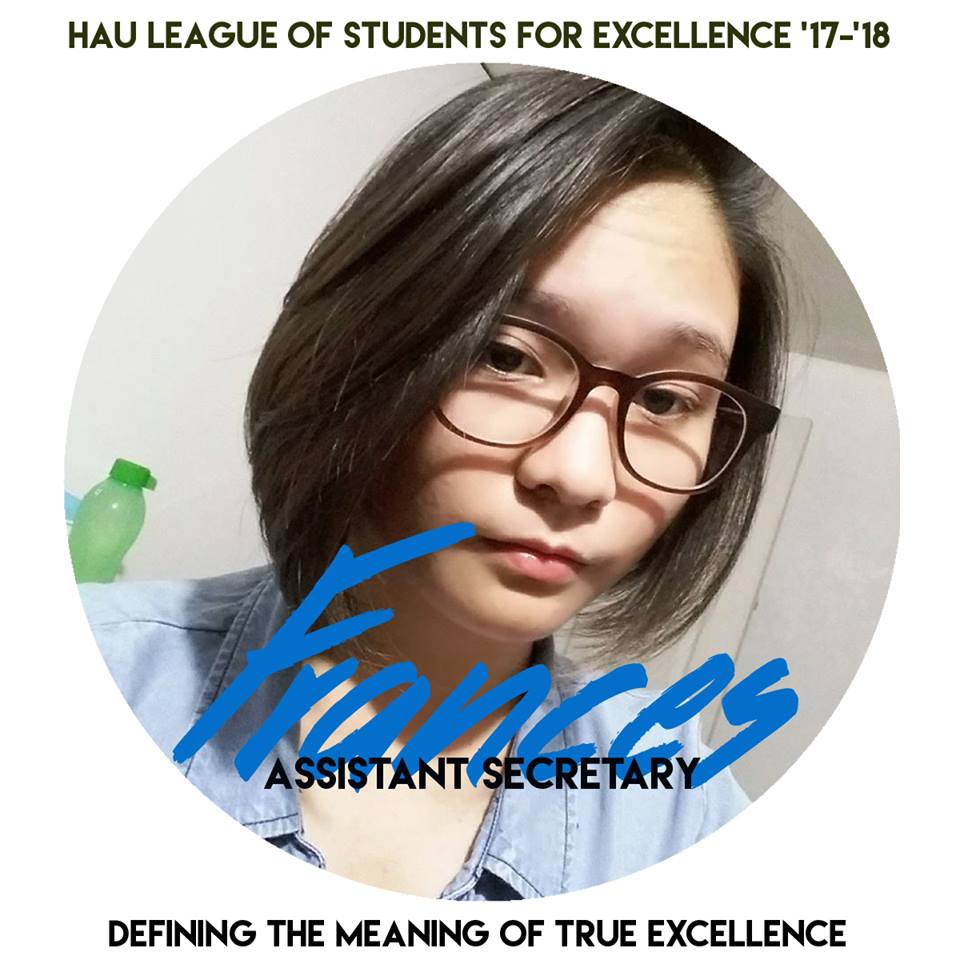 HAU LEAGUE OF STUDENTS FOR EXCELLENCE '17-'18
Frances
ASSISTANT SECRETARY
DEFINING THE MEANING OF TRUE EXCELLENCE